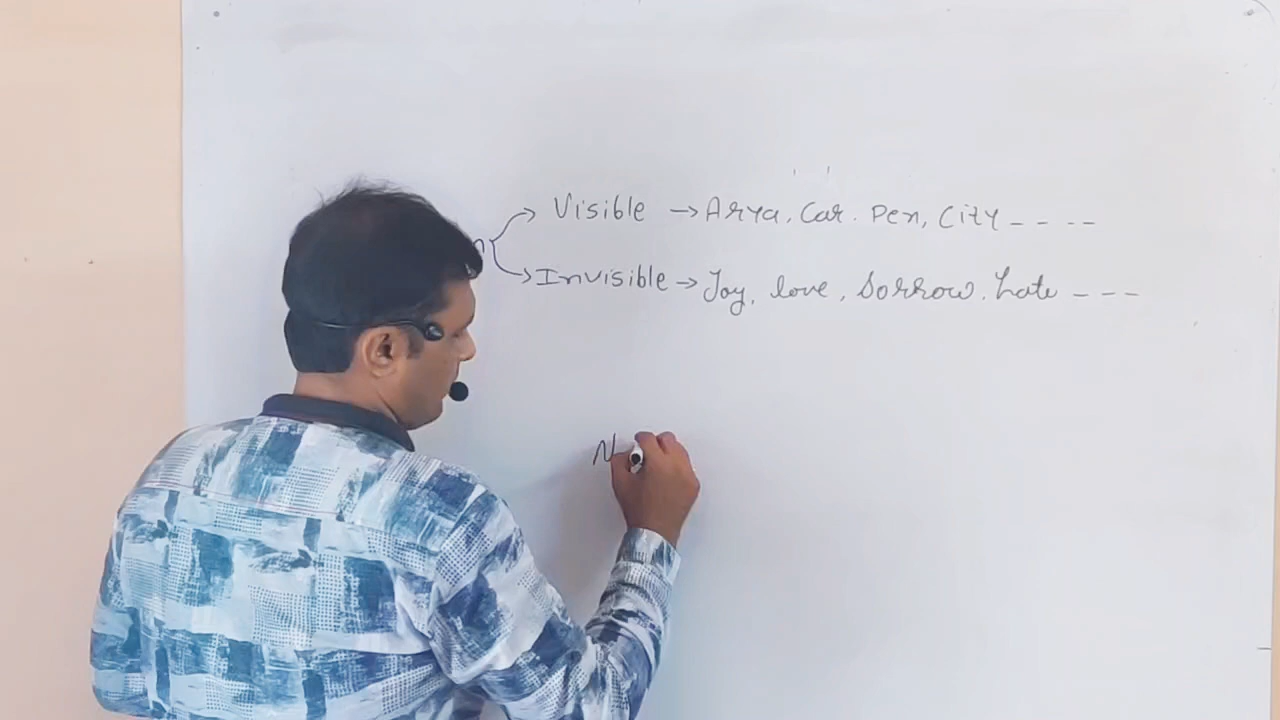 Visible → Arya, Car. Pen, City - - - -
n
Invisible → Joy, love, Sorrow, hate - - -
N